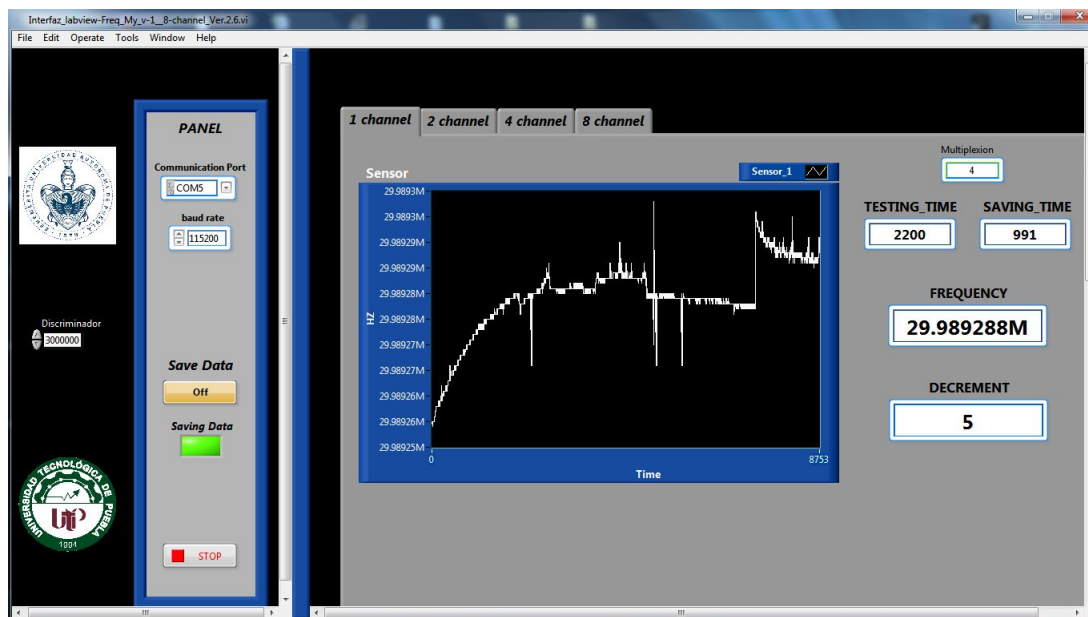 Interfaz_labview-Freq_My_v-1__8-channel_Ver.2.6.vi
File Edit Operate Tools Window Help
PANEL
Communication Port
COM5
baud rate
115200
Discriminador
3000000
Save Data
Off
Saving Data
STOP
UNIVERSIDAD TECNOLÓGICA DE PUEBLA
UTP
1994
1 channel
2 channel
4 channel
8 channel
Sensor
Sensor_1
29.9893M
29.9893M
29.98929M
29.98929M
29.98928M
29.98928M
29.98927M
29.98927M
29.98926M
29.98926M
29.98925M
HZ
0
8753
Time
Multiplexion
4
TESTING_TIME
SAVING_TIME
2200
991
FREQUENCY
29.989288M
DECREMENT
5